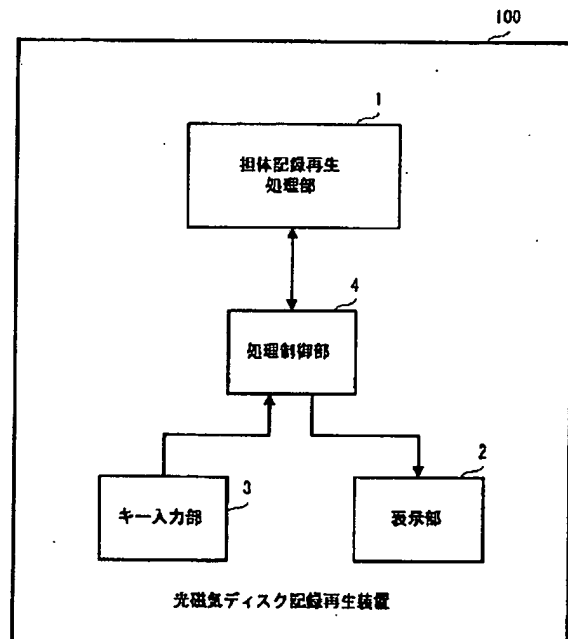 100
1
担体記録再生
処理部
4
処理制御部
3
キー入力部
2
表示部
光磁気ディスク記録再生装置